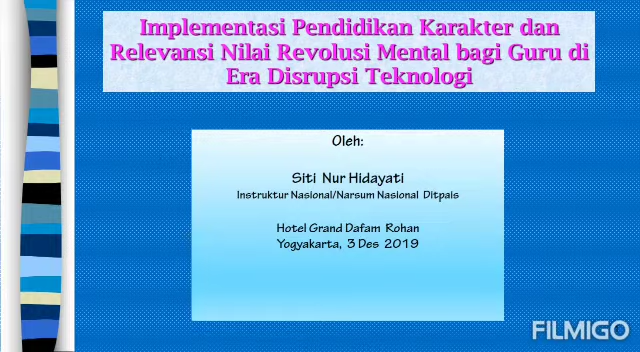 Implementasi Pendidikan Karakter dan
Relevansi Nilai Revolusi Mental bagi Guru di
Era Disrupsi Teknologi
Oleh:
Siti Nur Hidayati
Instruktur Nasional/Narsum Nasional Ditpais
Hotel Grand Dafam Rohan
Yogyakarta, 3 Des 2019
FILMIGO